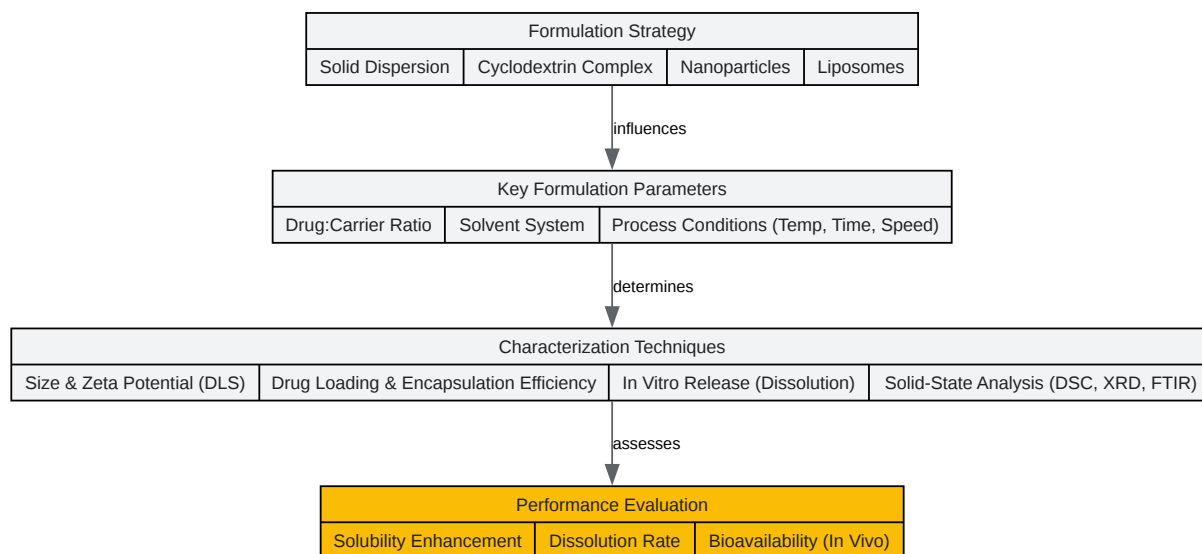 Formulation Strategy
Solid Dispersion Cyclodextrin Complex Nanoparticles Liposomes
influences
Key Formulation Parameters
Drug:Carrier Ratio Solvent System Process Conditions (Temp, Time, Speed)
determines
Characterization Techniques
Size & Zeta Potential (DLS) Drug Loading & Encapsulation Efficiency In Vitro Release (Dissolution) Solid-State Analysis (DSC, XRD, FTIR)
assesses
Performance Evaluation
Solubility Enhancement Dissolution Rate Bioavailability (In Vivo)